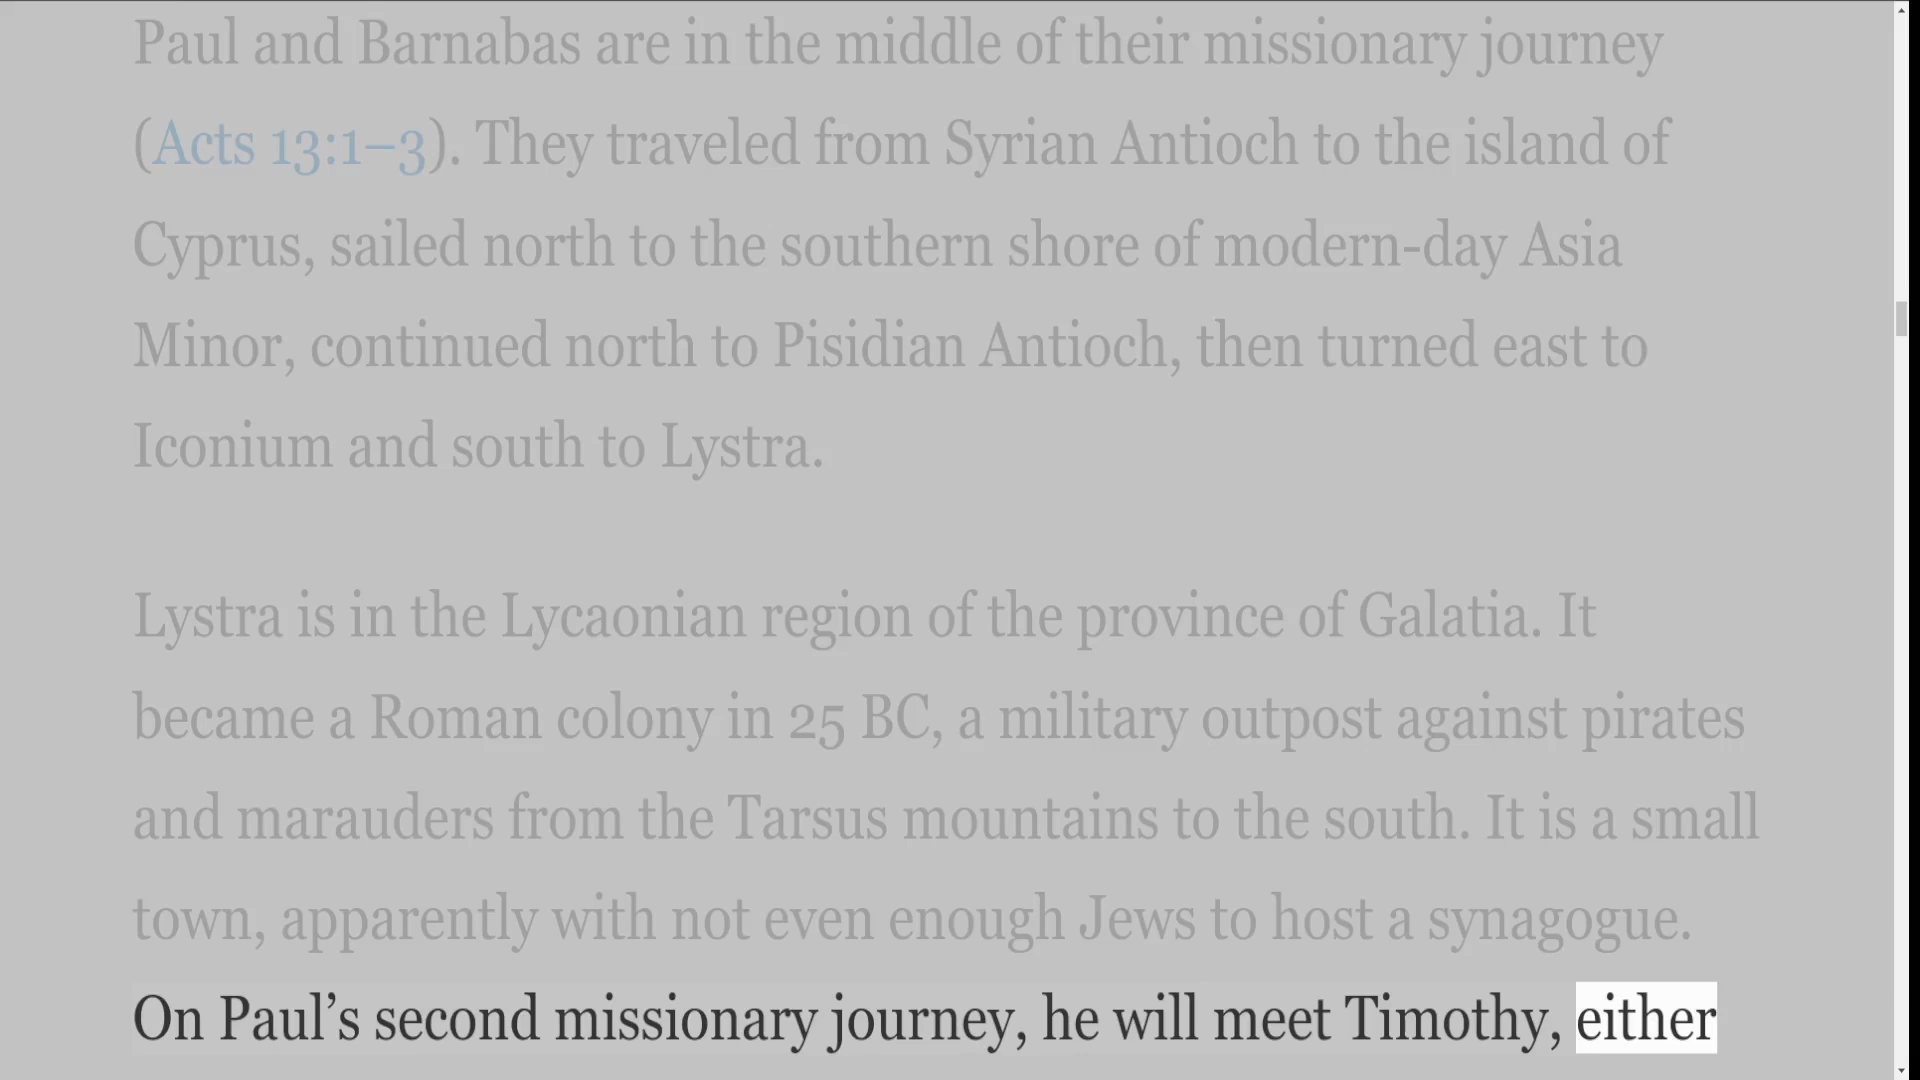 Paul and Barnabas are in the middle of their missionary journey
(Acts 13:1–3). They traveled from Syrian Antioch to the island of
Cyprus, sailed north to the southern shore of modern-day Asia
Minor, continued north to Pisidian Antioch, then turned east to
Iconium and south to Lystra.
Lystra is in the Lycaonian region of the province of Galatia. It
became a Roman colony in 25 BC, a military outpost against pirates
and marauders from the Tarsus mountains to the south. It is a small
town, apparently with not even enough Jews to host a synagogue.
On Paul’s second missionary journey, he will meet Timothy, either